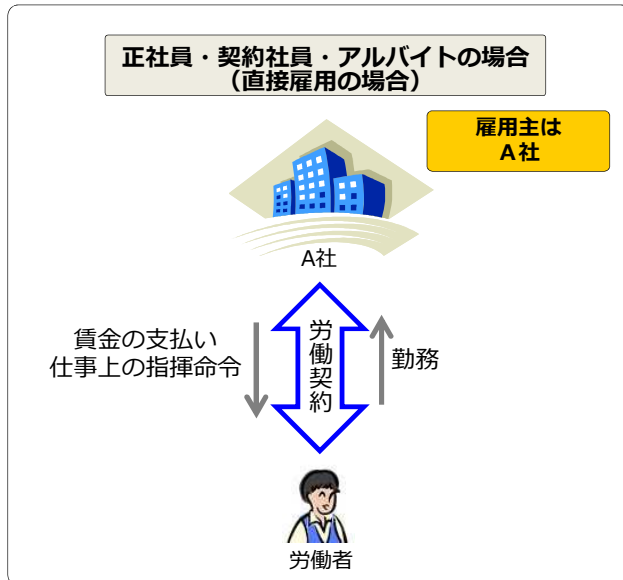 正社員・契約社員・アルバイトの場合
（直接雇用の場合）
雇用主は
A社
A社
賃金の支払い
仕事上の指揮命令
労働契約
勤務
労働者